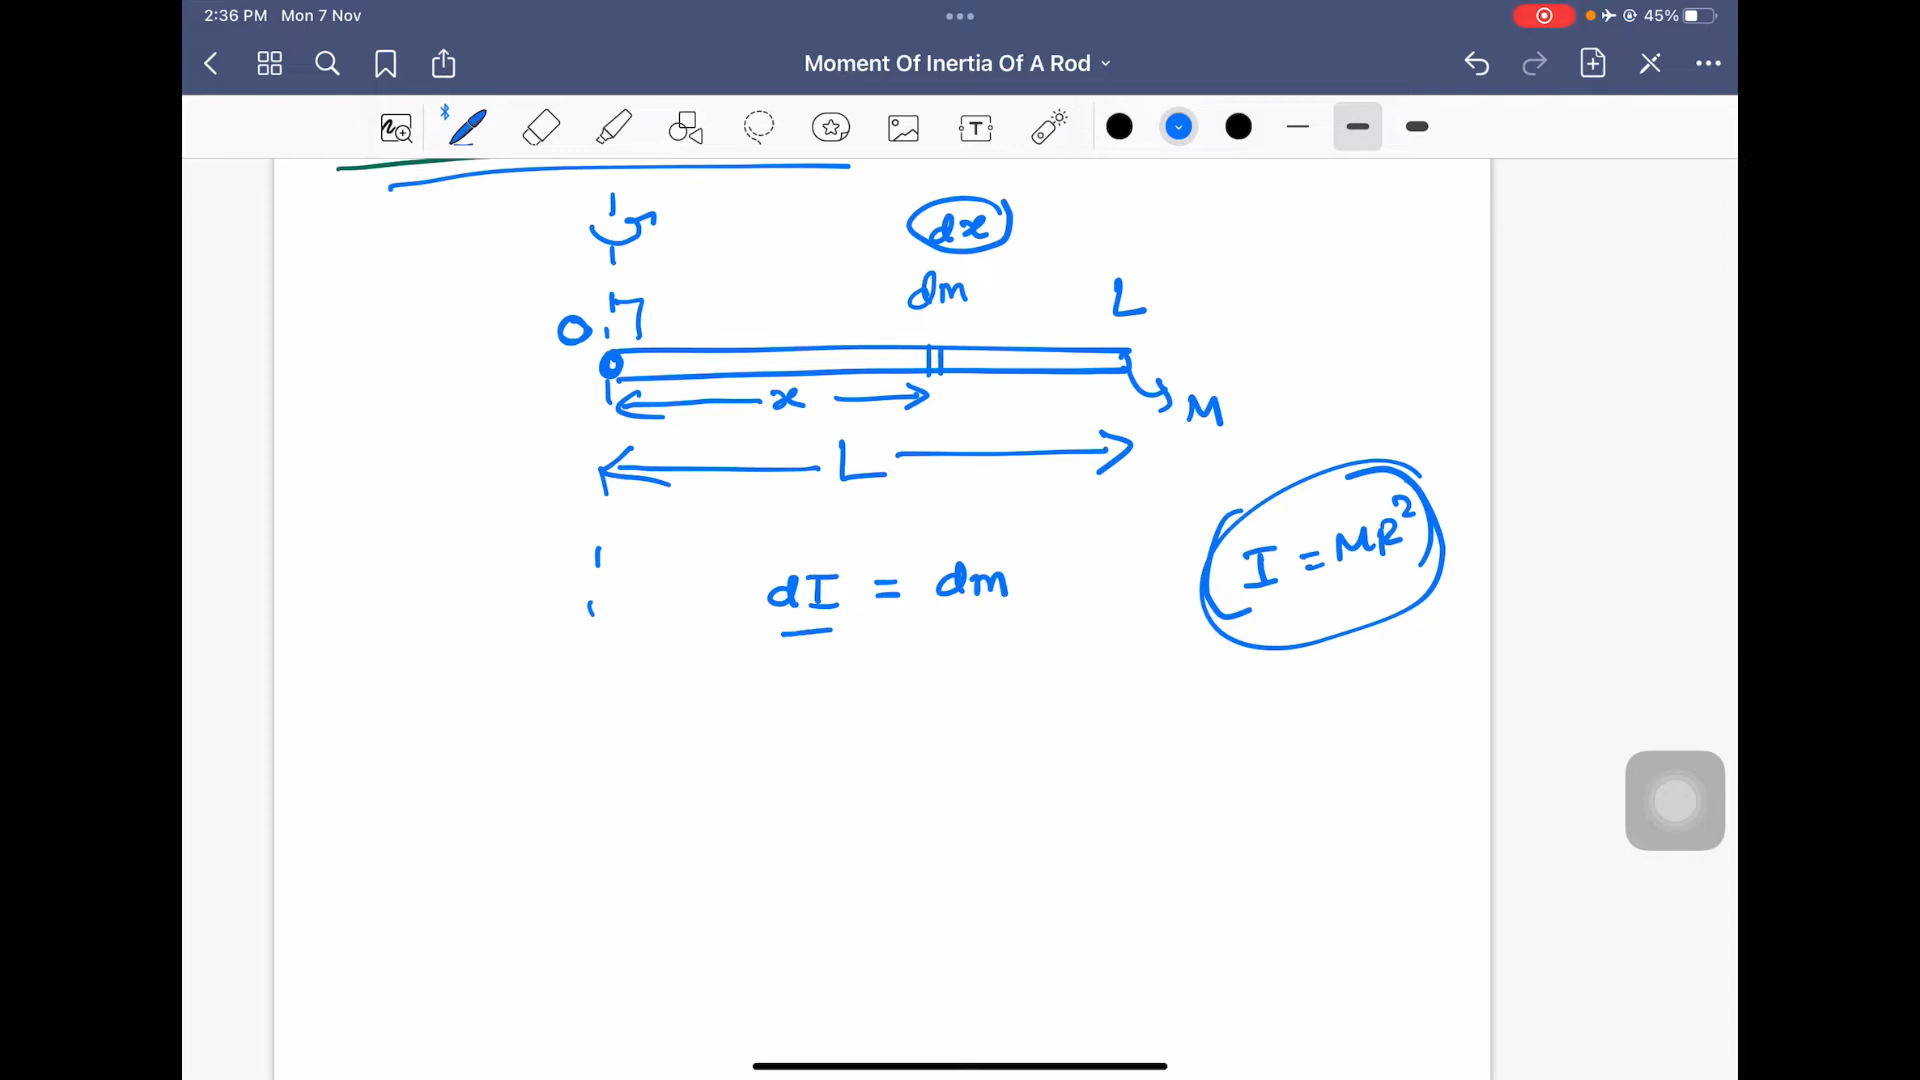 2:36 PM Mon 7 Nov
45%
Moment Of Inertia Of A Rod
T
dx
dm
L
O
x
M
L
I = MR²
dI = dm